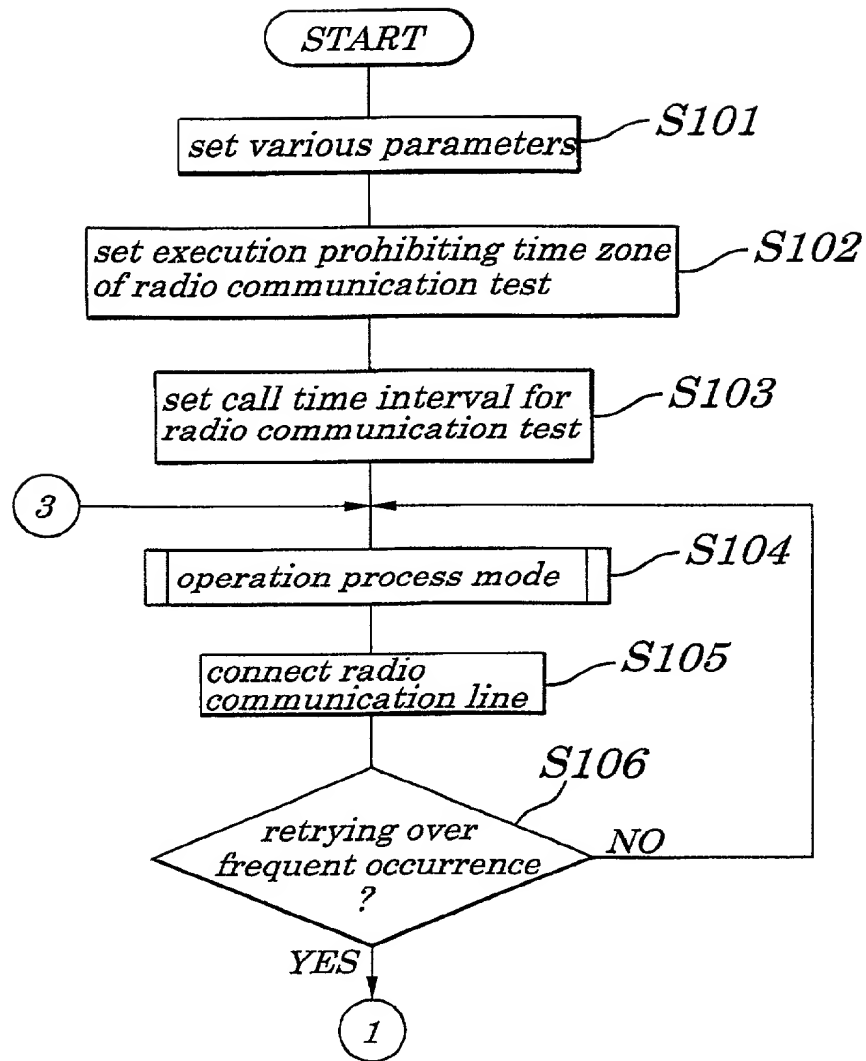 START
set various parameters
S101
set execution prohibiting time zone
of radio communication test
S102
set call time interval for
radio communication test
S103
3
operation process mode
S104
connect radio
communication line
S105
S106
retrying over
frequent occurrence
?
NO
YES
1